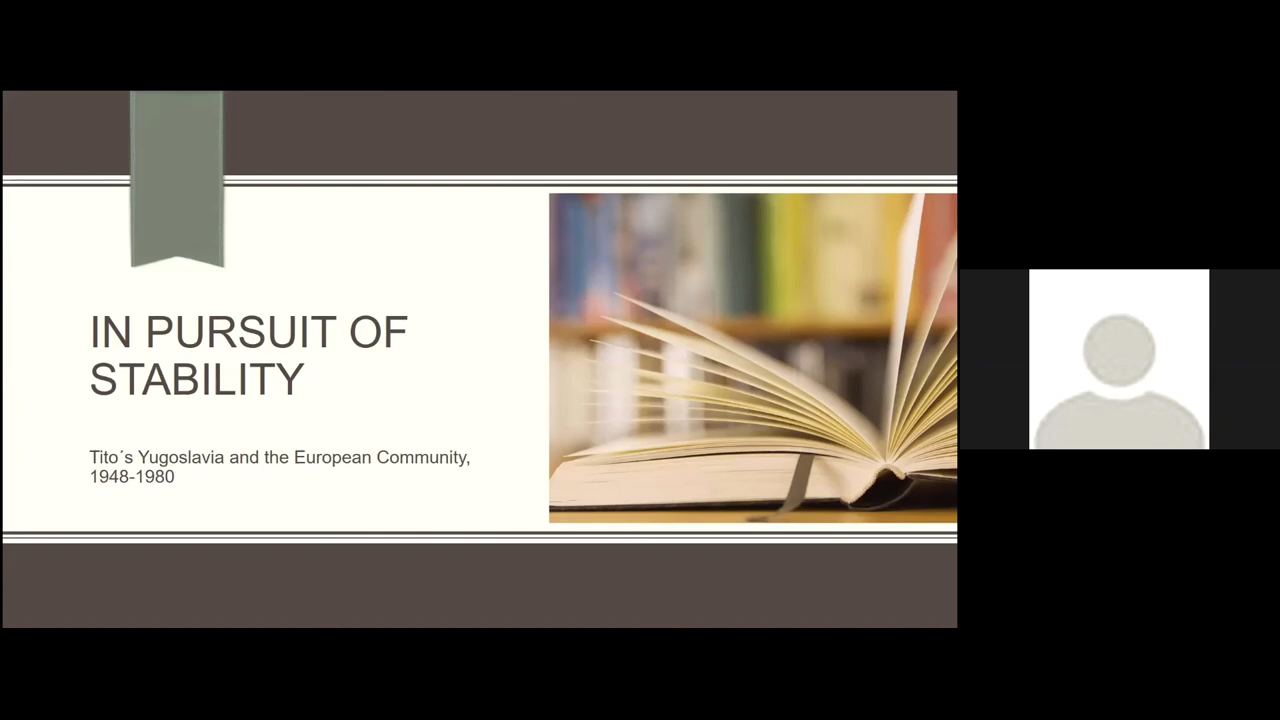 IN PURSUIT OF
STABILITY
Tito´s Yugoslavia and the European Community,
1948-1980